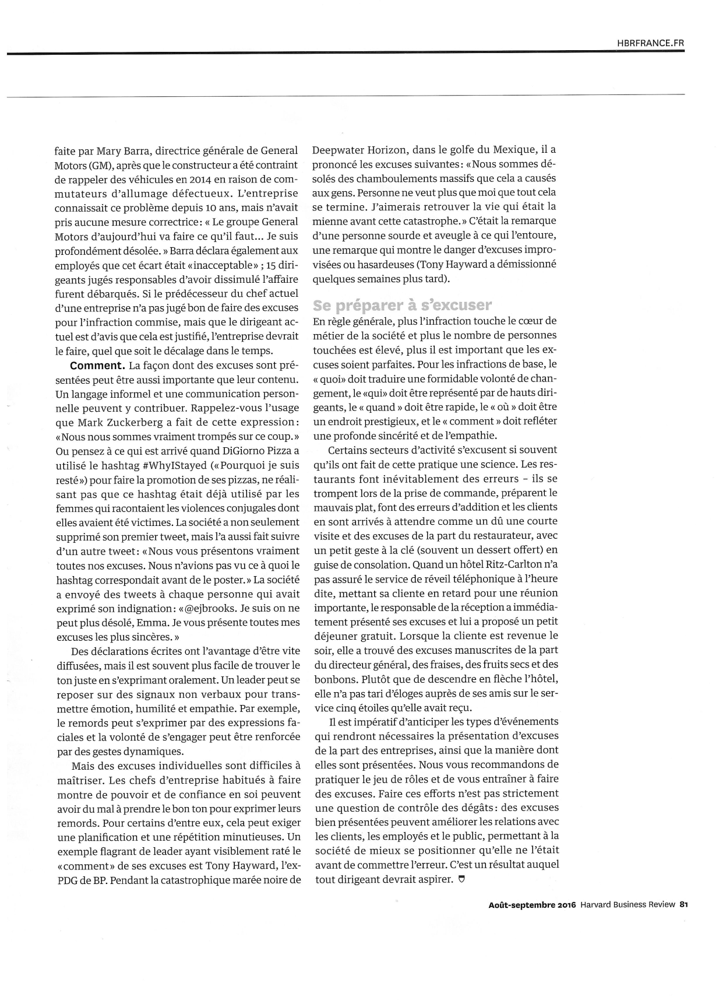 HBRFRANCE.FR
faite par Mary Barra, directrice générale de General
Motors (GM), après que le constructeur a été contraint
de rappeler des véhicules en 2014 en raison de com-
mutateurs d'allumage défectueux. L'entreprise
connaissait ce problème depuis 10 ans, mais n'avait
pris aucune mesure correctrice : « Le groupe General
Motors d'aujourd'hui va faire ce qu'il faut... Je suis
profondément désolée. » Barra déclara également aux
employés que cet écart était «inacceptable» ; 15 diri-
geants jugés responsables d'avoir dissimulé l'affaire
furent débarqués. Si le prédécesseur du chef actuel
d'une entreprise n'a pas jugé bon de faire des excuses
pour l'infraction commise, mais que le dirigeant ac-
tuel est d'avis que cela est justifié, l'entreprise devrait
le faire, quel que soit le décalage dans le temps.
Comment. La façon dont des excuses sont pré-
sentées peut être aussi importante que leur contenu.
Un langage informel et une communication person-
nelle peuvent y contribuer. Rappelez-vous l'usage
que Mark Zuckerberg a fait de cette expression :
«Nous nous sommes vraiment trompés sur ce coup.»
Ou pensez à ce qui est arrivé quand DiGiorno Pizza a
utilisé le hashtag #WhyIStayed («Pourquoi je suis
resté») pour faire la promotion de ses pizzas, ne réali-
sant pas que ce hashtag était déjà utilisé par les
femmes qui racontaient les violences conjugales dont
elles avaient été victimes. La société a non seulement
supprimé son premier tweet, mais l'a aussi fait suivre
d'un autre tweet : «Nous vous présentons vraiment
toutes nos excuses. Nous n'avions pas vu ce à quoi le
hashtag correspondait avant de le poster.» La société
a envoyé des tweets à chaque personne qui avait
exprimé son indignation : «@ejbrooks. Je suis on ne
peut plus désolé, Emma. Je vous présente toutes mes
excuses les plus sincères. »
Des déclarations écrites ont l'avantage d'être vite
diffusées, mais il est souvent plus facile de trouver le
ton juste en s'exprimant oralement. Un leader peut se
reposer sur des signaux non verbaux pour trans-
mettre émotion, humilité et empathie. Par exemple,
le remords peut s'exprimer par des expressions fa-
ciales et la volonté de s'engager peut être renforcée
par des gestes dynamiques.
Mais des excuses individuelles sont difficiles à
maîtriser. Les chefs d'entreprise habitués à faire
montre de pouvoir et de confiance en soi peuvent
avoir du mal à prendre le bon ton pour exprimer leurs
remords. Pour certains d'entre eux, cela peut exiger
une planification et une répétition minutieuses. Un
exemple flagrant de leader ayant visiblement raté le
«comment» de ses excuses est Tony Hayward, l'ex-
PDG de BP. Pendant la catastrophique marée noire de
Deepwater Horizon, dans le golfe du Mexique, il a
prononcé les excuses suivantes : «Nous sommes dé-
solés des chamboulements massifs que cela a causés
aux gens. Personne ne veut plus que moi que tout cela
se termine. J'aimerais retrouver la vie qui était la
mienne avant cette catastrophe.» C'était la remarque
d'une personne sourde et aveugle à ce qui l'entoure,
une remarque qui montre le danger d'excuses impro-
visées ou hasardeuses (Tony Hayward a démissionné
quelques semaines plus tard).
Se préparer à s'excuser
En règle générale, plus l'infraction touche le cœur de
métier de la société et plus le nombre de personnes
touchées est élevé, plus il est important que les ex-
cuses soient parfaites. Pour les infractions de base, le
« quoi» doit traduire une formidable volonté de chan-
gement, le «qui» doit être représenté par de hauts diri-
geants, le « quand » doit être rapide, le « où » doit être
un endroit prestigieux, et le « comment » doit refléter
une profonde sincérité et de l'empathie.
Certains secteurs d'activité s'excusent si souvent
qu'ils ont fait de cette pratique une science. Les res-
taurants font inévitablement des erreurs – ils se
trompent lors de la prise de commande, préparent le
mauvais plat, font des erreurs d'addition et les clients
en sont arrivés à attendre comme un dû une courte
visite et des excuses de la part du restaurateur, avec
un petit geste à la clé (souvent un dessert offert) en
guise de consolation. Quand un hôtel Ritz-Carlton n'a
pas assuré le service de réveil téléphonique à l'heure
dite, mettant sa cliente en retard pour une réunion
importante, le responsable de la réception a immédia-
tement présenté ses excuses et lui a proposé un petit
déjeuner gratuit. Lorsque la cliente est revenue le
soir, elle a trouvé des excuses manuscrites de la part
du directeur général, des fraises, des fruits secs et des
bonbons. Plutôt que de descendre en flèche l'hôtel,
elle n'a pas tari d'éloges auprès de ses amis sur le ser-
vice cinq étoiles qu'elle avait reçu.
Il est impératif d'anticiper les types d'événements
qui rendront nécessaires la présentation d'excuses
de la part des entreprises, ainsi que la manière dont
elles sont présentées. Nous vous recommandons de
pratiquer le jeu de rôles et de vous entraîner à faire
des excuses. Faire ces efforts n'est pas strictement
une question de contrôle des dégâts : des excuses
bien présentées peuvent améliorer les relations avec
les clients, les employés et le public, permettant à la
société de mieux se positionner qu'elle ne l'était
avant de commettre l'erreur. C'est un résultat auquel
tout dirigeant devrait aspirer.
Août-septembre 2016 Harvard Business Review 81